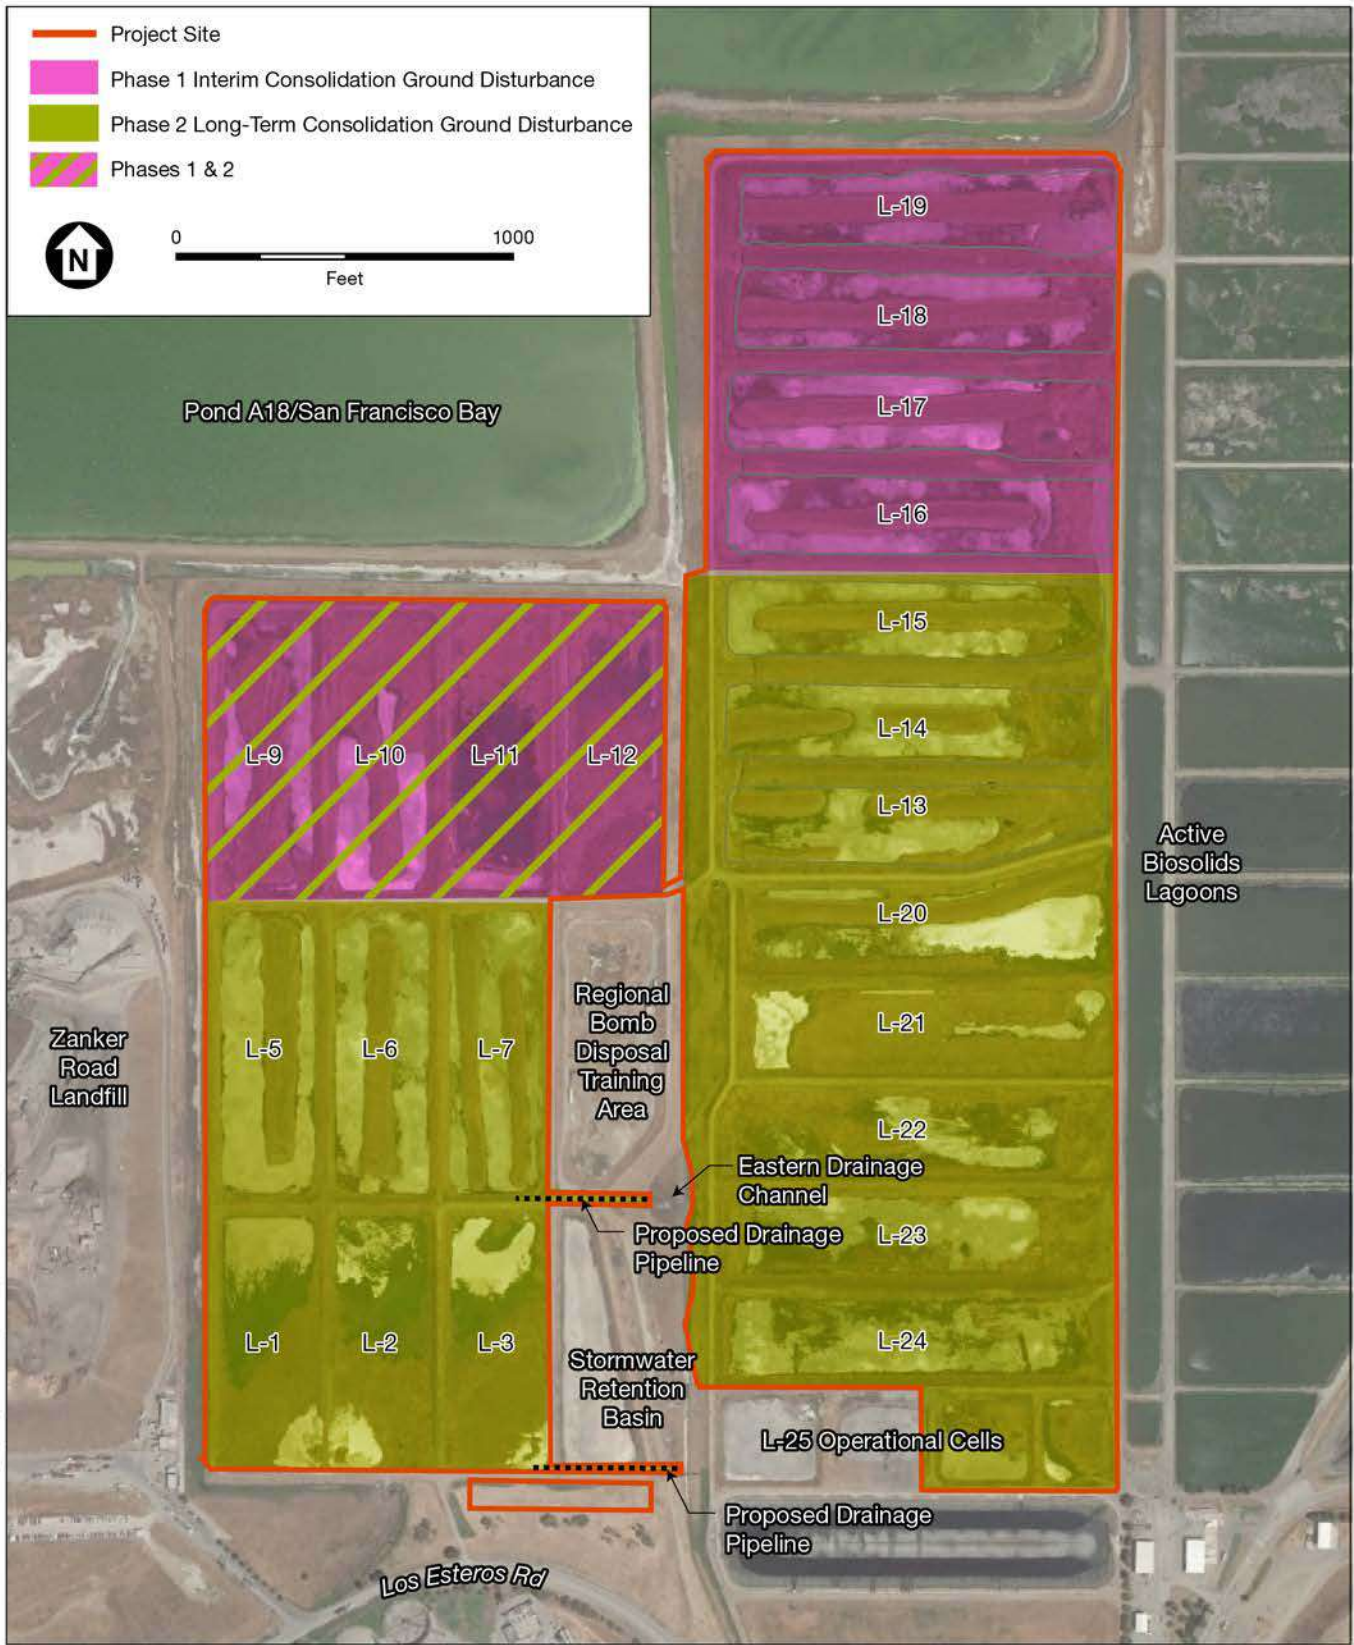 Project Site
Phase 1 Interim Consolidation Ground Disturbance
Phase 2 Long-Term Consolidation Ground Disturbance
Phases 1 & 2
N
0
1000
Feet
L-19
L-18
Pond A18/San Francisco Bay
L-17
L-16
L-15
L-14
L-9
L-10
L-11
L-12
L-13
Active
Biosolids
Lagoons
L-20
Regional
Bomb
Disposal
Training
Area
L-21
Zanker
Road
Landfill
L-5
L-6
L-7
L-22
Eastern Drainage
Channel
Proposed Drainage
Pipeline
L-23
L-1
L-2
L-3
L-24
Stormwater
Retention
Basin
L-25 Operational Cells
Proposed Drainage
Pipeline
Los Esteros Rd